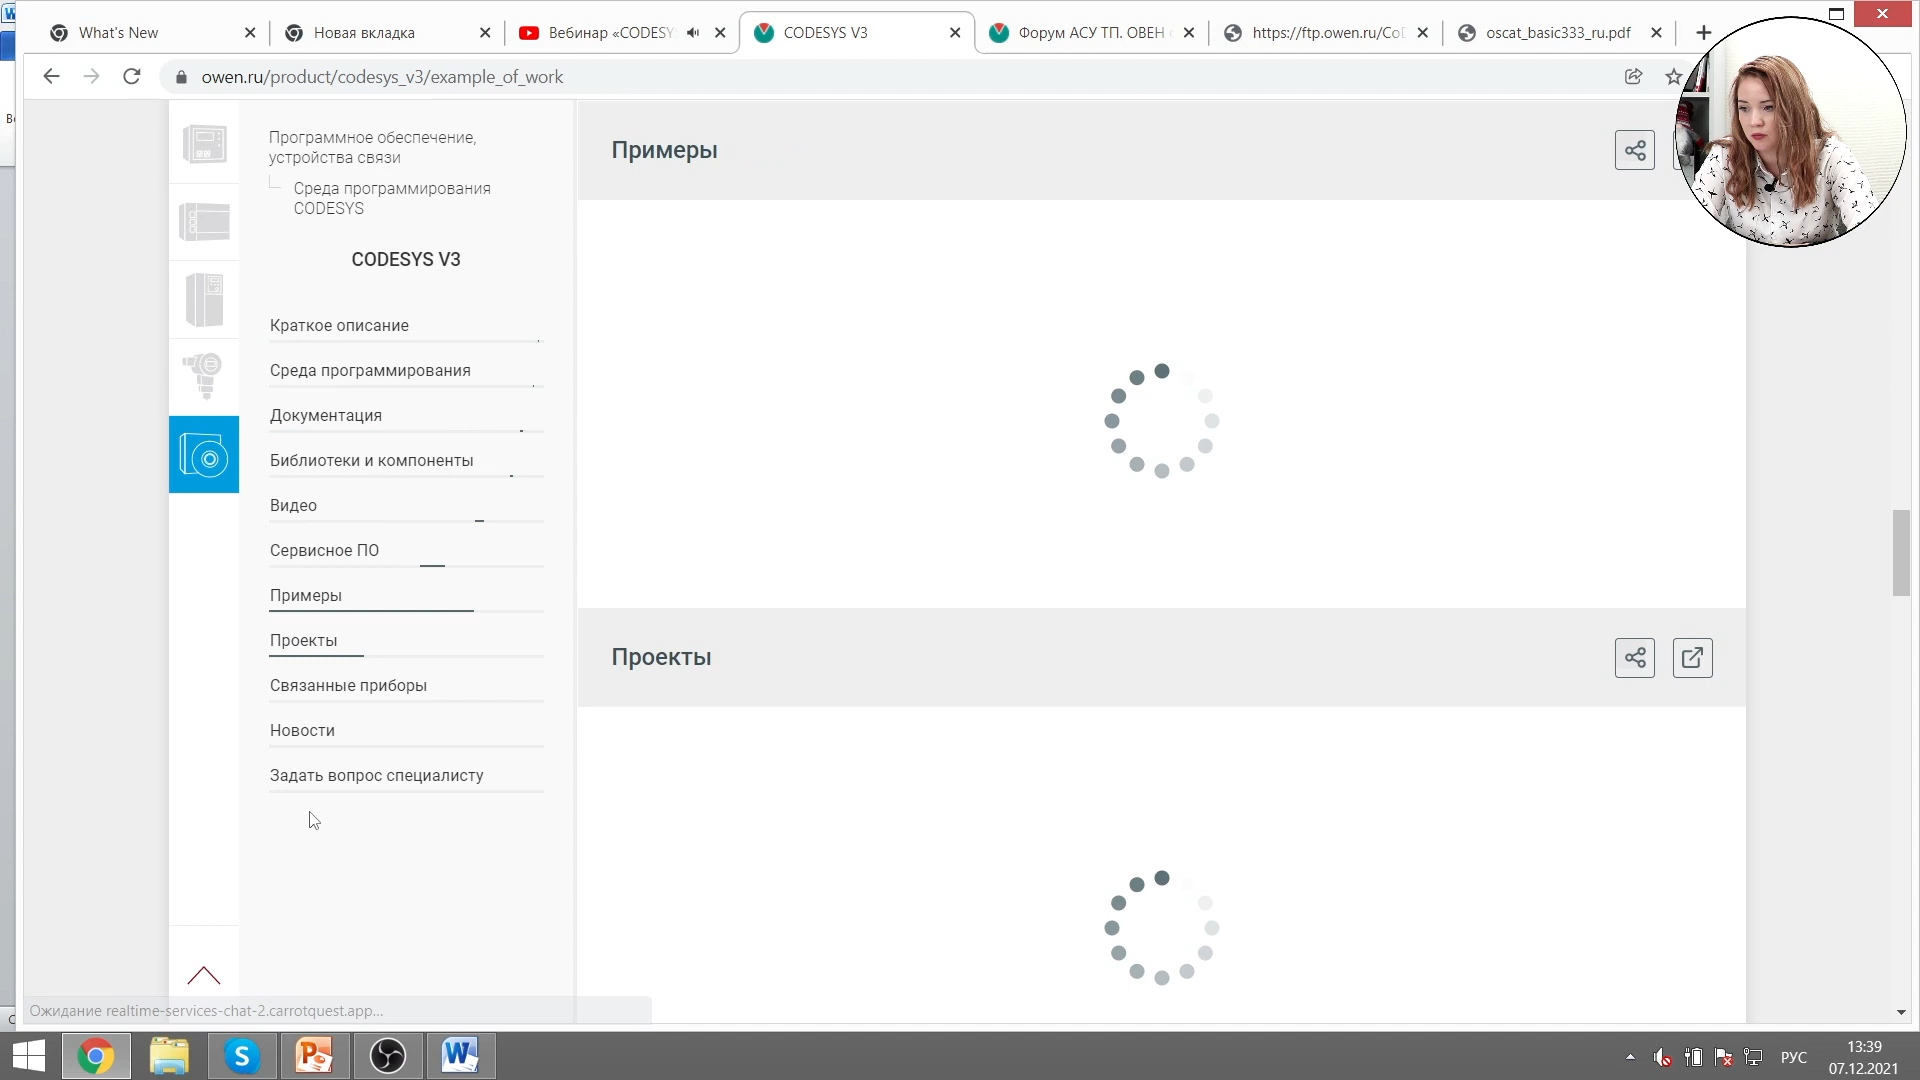 What's New
Новая вкладка
Вебинар «CODESY
CODESYS V3
Форум АСУ ТП. ОВЕН
https://ftp.owen.ru/CoD
oscat_basic333_ru.pdf
owen.ru/product/codesys_v3/example_of_work
Программное обеспечение,
устройства связи
Среда программирования
CODESYS
CODESYS V3
Краткое описание
Среда программирования
Документация
Библиотеки и компоненты
Видео
Сервисное ПО
Примеры
Проекты
Связанные приборы
Новости
Задать вопрос специалисту
Примеры
Проекты
Ожидание realtime-services-chat-2.carrotquest.app...
РУС
13:39
07.12.2021